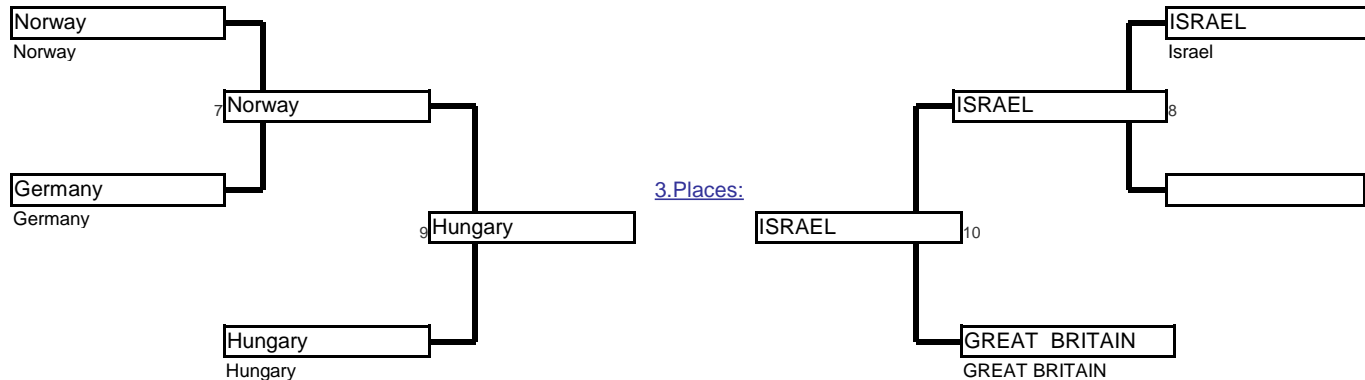 Norway
ISRAEL
Norway
Israel
7 Norway
ISRAEL 8
Germany
3.Places:
Germany
9 Hungary
ISRAEL 10
Hungary
GREAT  BRITAIN
Hungary
GREAT BRITAIN